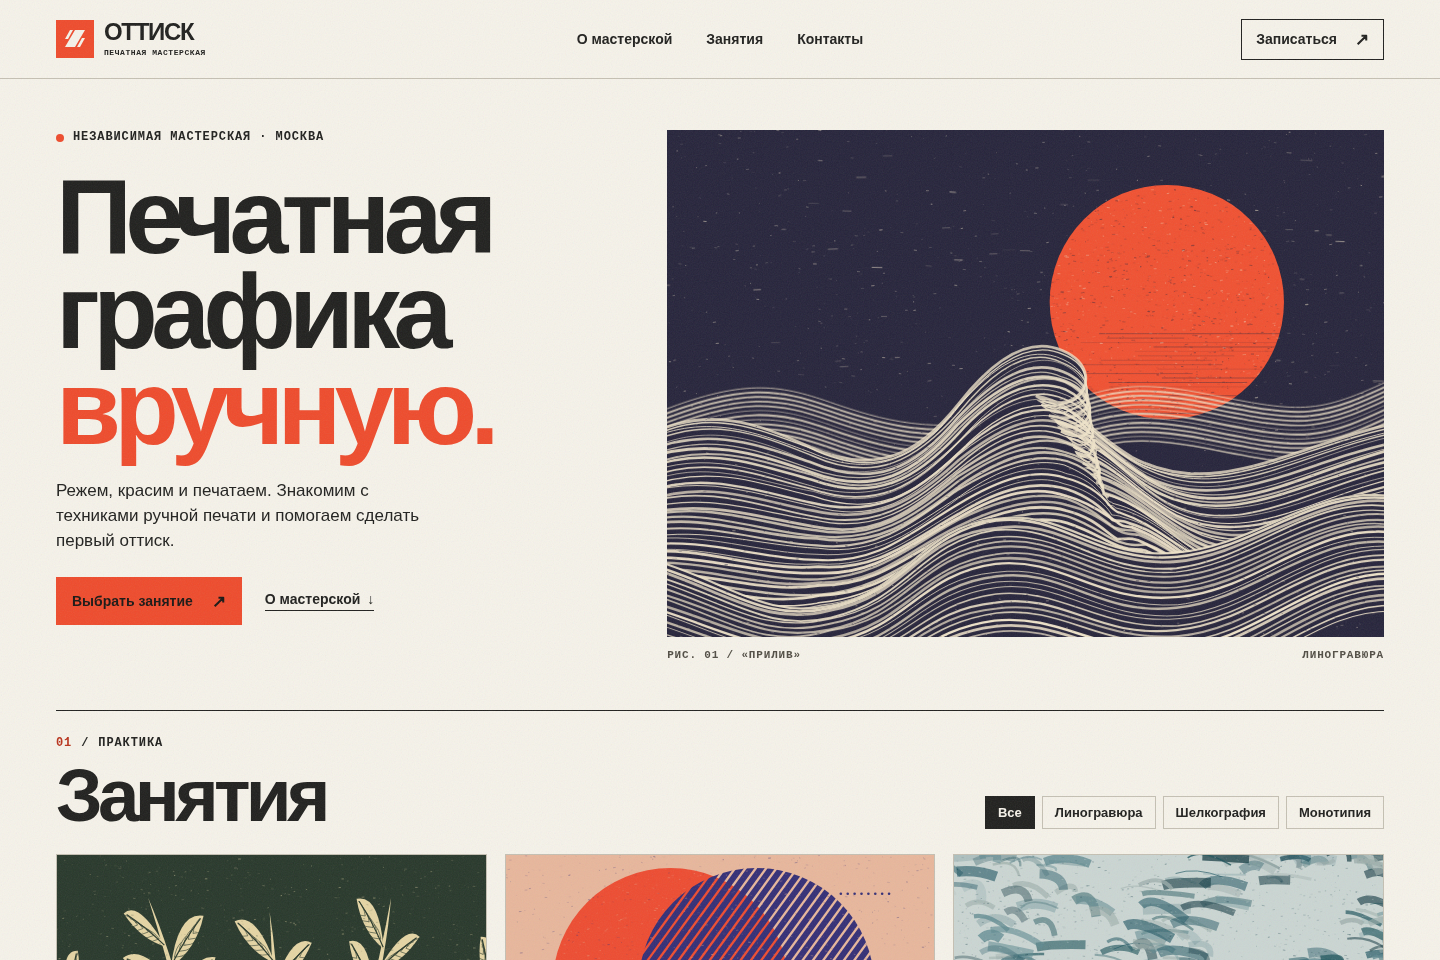 ОТТИСК
ПЕЧАТНАЯ МАСТЕРСКАЯ
О мастерской
Занятия
Контакты
Записаться ↗
НЕЗАВИСИМАЯ МАСТЕРСКАЯ · МОСКВА
Печатная
графика
вручную.
Режем, красим и печатаем. Знакомим с
техниками ручной печати и помогаем сделать
первый оттиск.
Выбрать занятие ↗
О мастерской ↓
РИС. 01 / «ПРИЛИВ»
ЛИНОГРАВЮРА
01 / ПРАКТИКА
Занятия
Все
Линогравюра
Шелкография
Монотипия